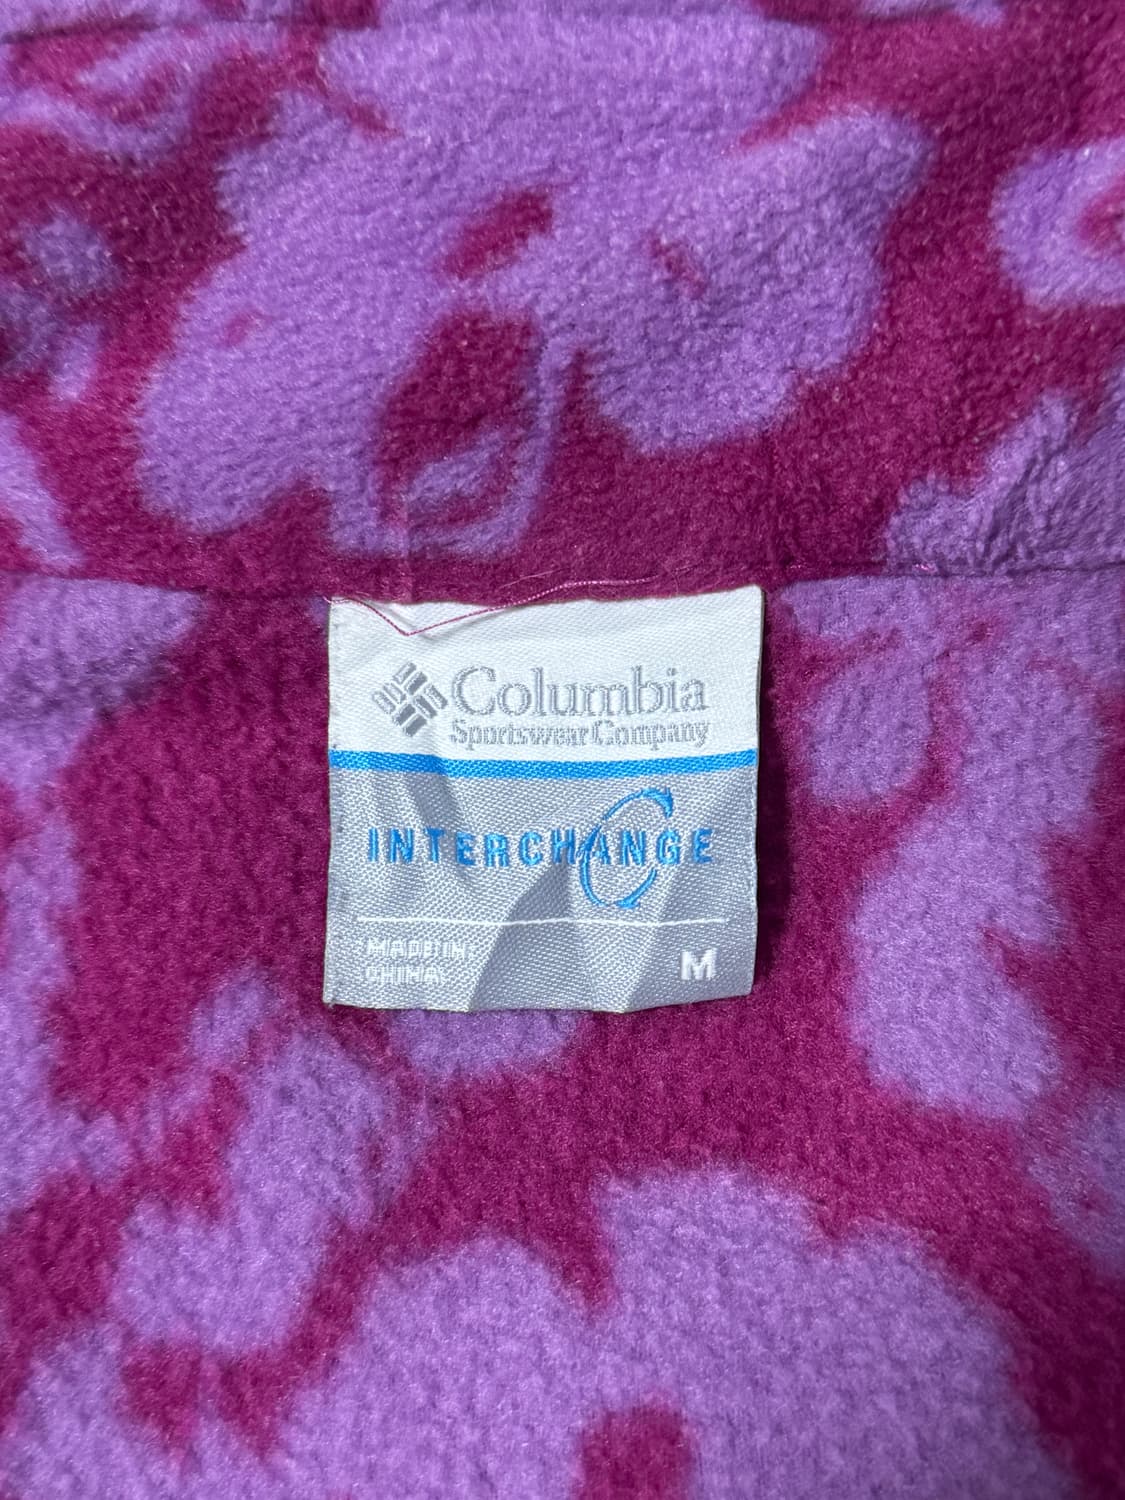 Columbia
Sportswear Company
INTERCHANGE
MADE IN
CHINA
M